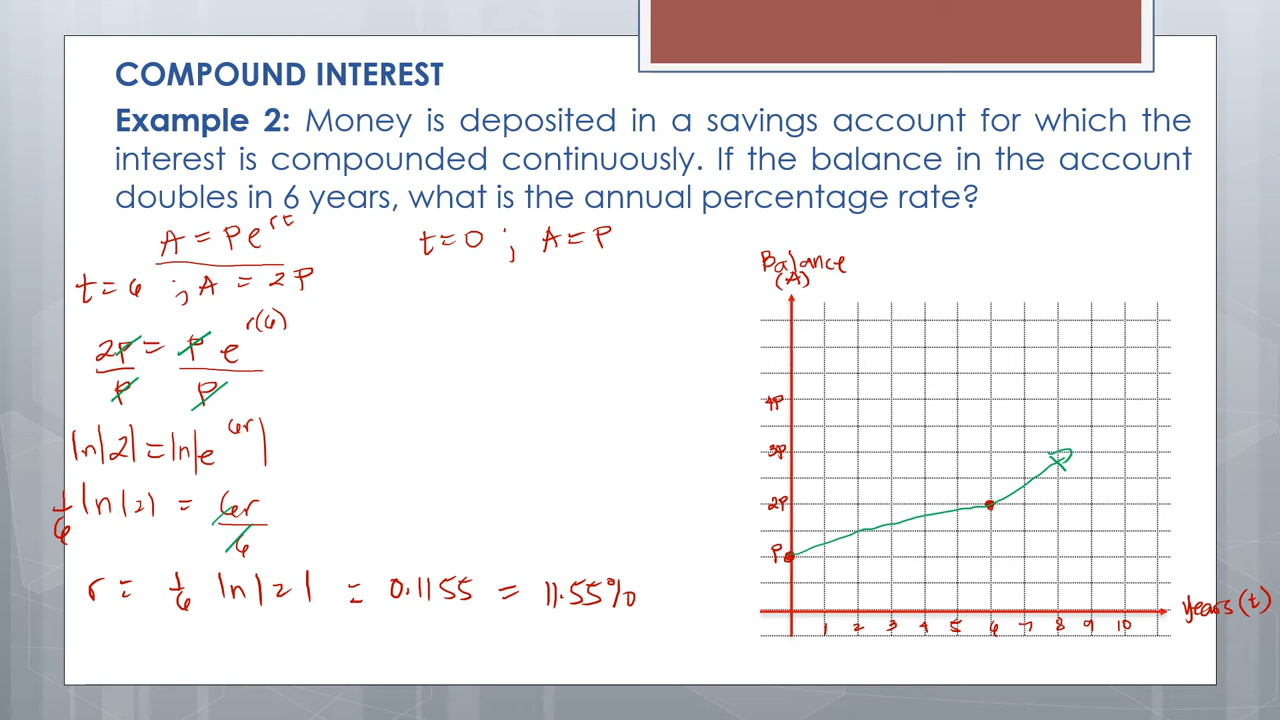 COMPOUND INTEREST
Example 2: Money is deposited in a savings account for which the
interest is compounded continuously. If the balance in the account
doubles in 6 years, what is the annual percentage rate?
A = Pe^rt
t = 0 ; A = P
t = 6 ; A = 2P
2P/P = P e^r(6)/P
ln|2| = ln|e^6r|
1/6 ln|2| = 6r/6
r = 1/6 ln|2| = 0.1155 = 11.55%
Balance
(A)
4P
3P
2P
P
years (t)
1 2 3 4 5 6 7 8 9 10